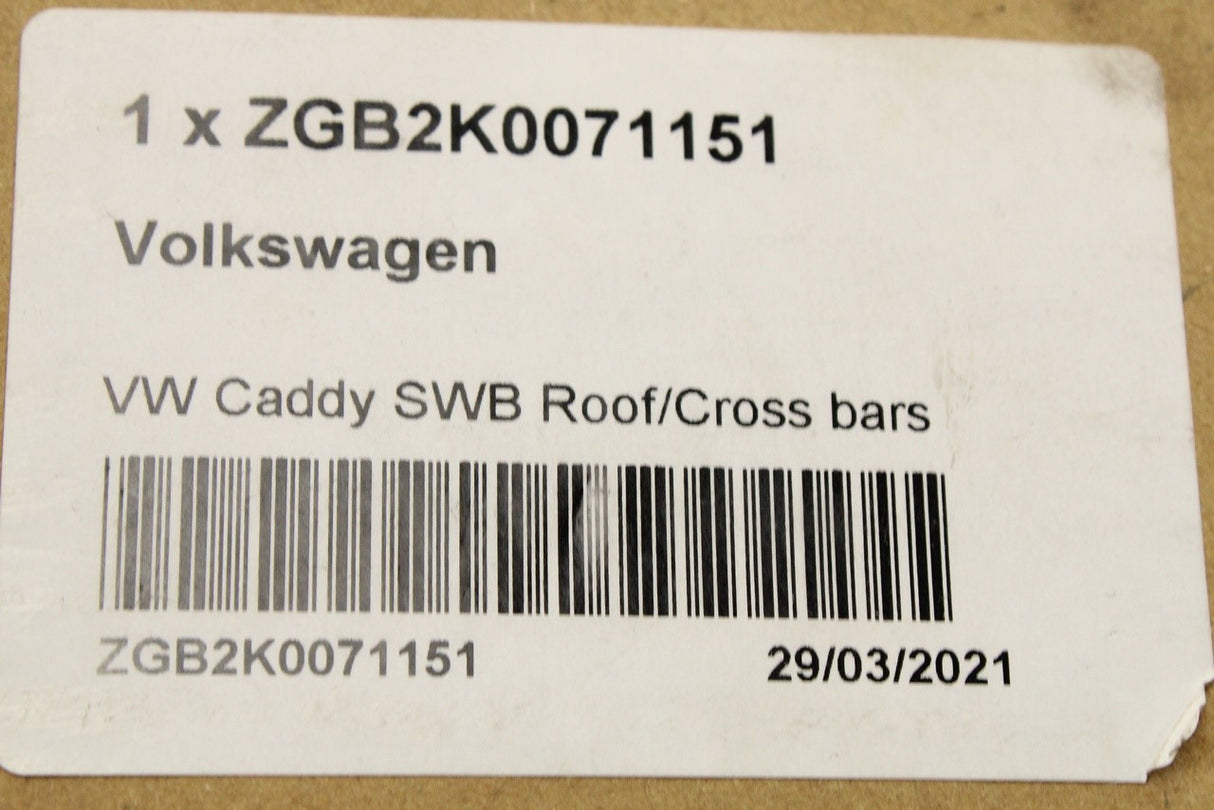 1 x ZGB2K0071151
Volkswagen
VW Caddy SWB Roof/Cross bars
ZGB2K0071151 29/03/2021